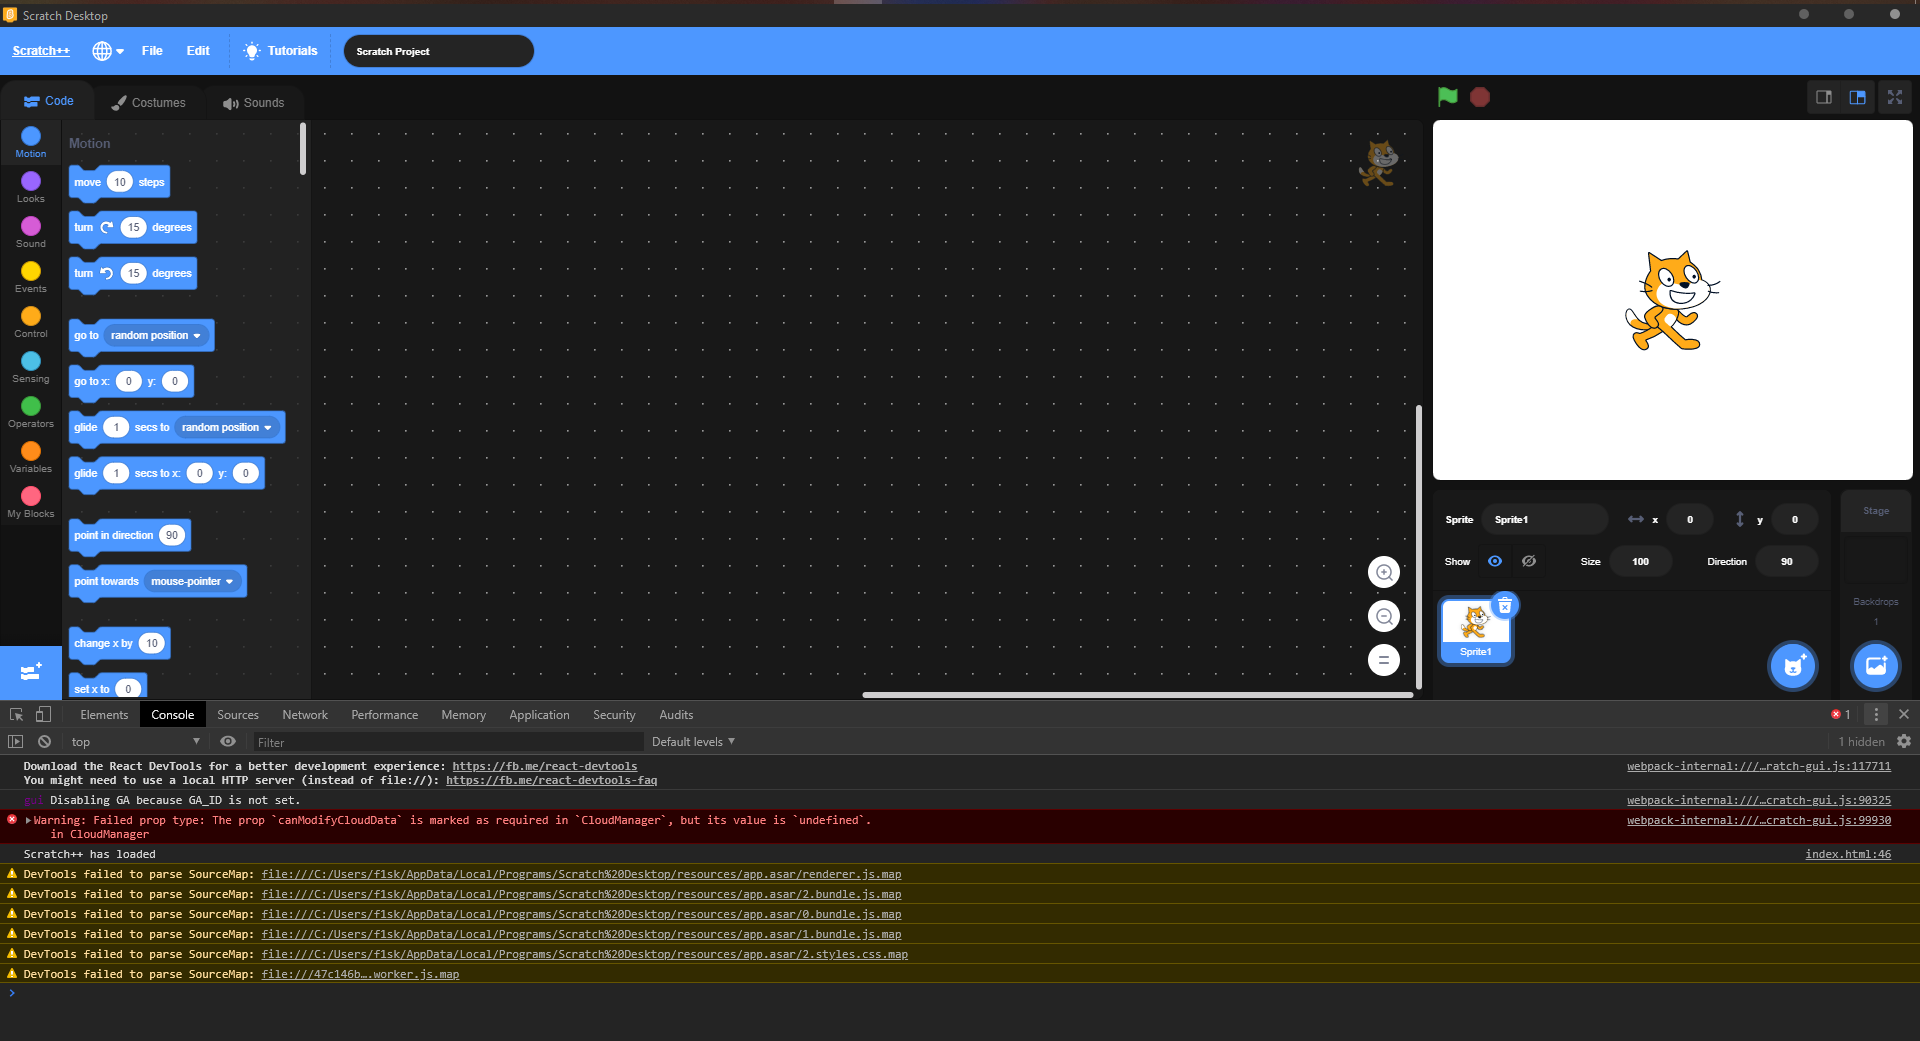 Scratch Desktop
Scratch++ File Edit Tutorials Scratch Project
Code Costumes Sounds
Motion
Looks
Sound
Events
Control
Sensing
Operators
Variables
My Blocks
Motion
move 10 steps
turn 15 degrees
turn 15 degrees
go to random position
go to x: 0 y: 0
glide 1 secs to random position
glide 1 secs to x: 0 y: 0
point in direction 90
point towards mouse-pointer
change x by 10
set x to 0
Sprite Sprite1 x 0 y 0
Show Size 100 Direction 90
Sprite1
Stage
Backdrops
1
Elements Console Sources Network Performance Memory Application Security Audits 1
top Filter Default levels 1 hidden
Download the React DevTools for a better development experience: https://fb.me/react-devtools webpack-internal:///…ratch-gui.js:117711
You might need to use a local HTTP server (instead of file://): https://fb.me/react-devtools-faq
gui Disabling GA because GA_ID is not set. webpack-internal:///…cratch-gui.js:90325
Warning: Failed prop type: The prop `canModifyCloudData` is marked as required in `CloudManager`, but its value is `undefined`. webpack-internal:///…cratch-gui.js:99930
in CloudManager
Scratch++ has loaded index.html:46
DevTools failed to parse SourceMap: file:///C:/Users/f1sk/AppData/Local/Programs/Scratch%20Desktop/resources/app.asar/renderer.js.map
DevTools failed to parse SourceMap: file:///C:/Users/f1sk/AppData/Local/Programs/Scratch%20Desktop/resources/app.asar/2.bundle.js.map
DevTools failed to parse SourceMap: file:///C:/Users/f1sk/AppData/Local/Programs/Scratch%20Desktop/resources/app.asar/0.bundle.js.map
DevTools failed to parse SourceMap: file:///C:/Users/f1sk/AppData/Local/Programs/Scratch%20Desktop/resources/app.asar/1.bundle.js.map
DevTools failed to parse SourceMap: file:///C:/Users/f1sk/AppData/Local/Programs/Scratch%20Desktop/resources/app.asar/2.styles.css.map
DevTools failed to parse SourceMap: file:///47c146b….worker.js.map